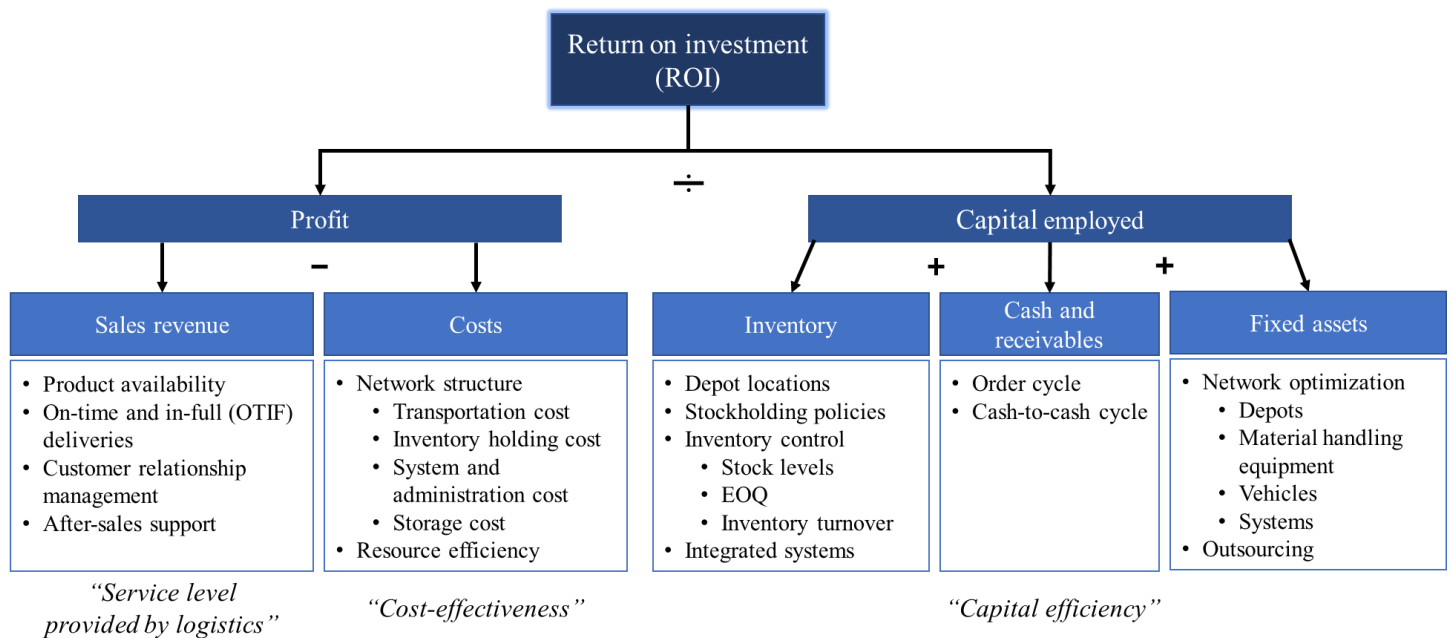 Return on investment
(ROI)
÷
Profit
Capital employed
−
+
+
Sales revenue
Costs
Inventory
Cash and
receivables
Fixed assets
• Product availability
• On-time and in-full (OTIF)
deliveries
• Customer relationship
management
• After-sales support
• Network structure
• Transportation cost
• Inventory holding cost
• System and
administration cost
• Storage cost
• Resource efficiency
• Depot locations
• Stockholding policies
• Inventory control
• Stock levels
• EOQ
• Inventory turnover
• Integrated systems
• Order cycle
• Cash-to-cash cycle
• Network optimization
• Depots
• Material handling
equipment
• Vehicles
• Systems
• Outsourcing
“Service level
provided by logistics”
“Cost-effectiveness”
“Capital efficiency”